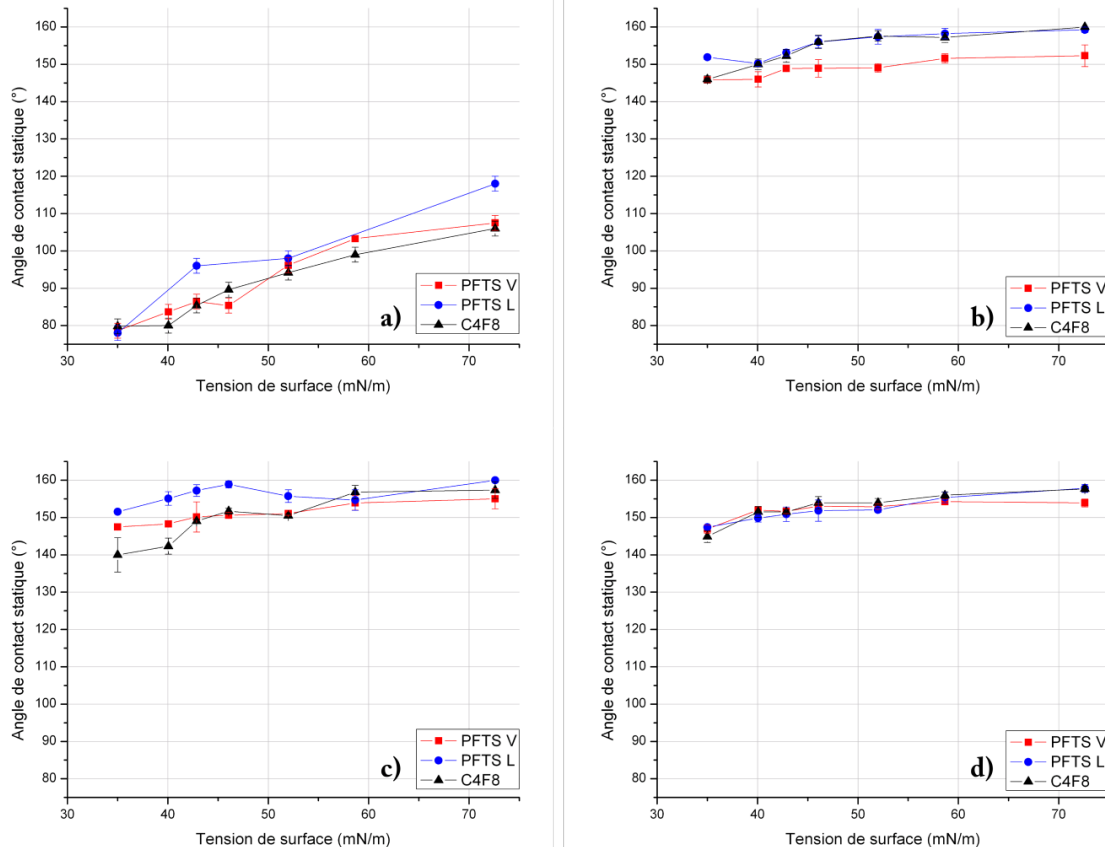 160
150
140
130
120
110
100
90
80
30 40 50 60 70
Angle de contact statique (°)
Tension de surface (mN/m)
a)
PFTS V
PFTS L
C4F8
160
150
140
130
120
110
100
90
80
30 40 50 60 70
Angle de contact statique (°)
Tension de surface (mN/m)
b)
PFTS V
PFTS L
C4F8
160
150
140
130
120
110
100
90
80
30 40 50 60 70
Angle de contact statique (°)
Tension de surface (mN/m)
c)
PFTS V
PFTS L
C4F8
160
150
140
130
120
110
100
90
80
30 40 50 60 70
Angle de contact statique (°)
Tension de surface (mN/m)
d)
PFTS V
PFTS L
C4F8